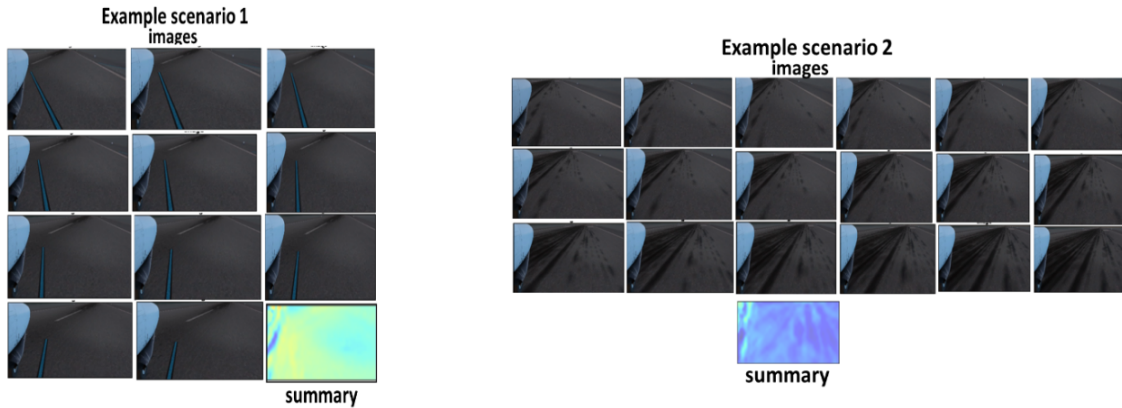 Example scenario 1
images
summary
Example scenario 2
images
summary